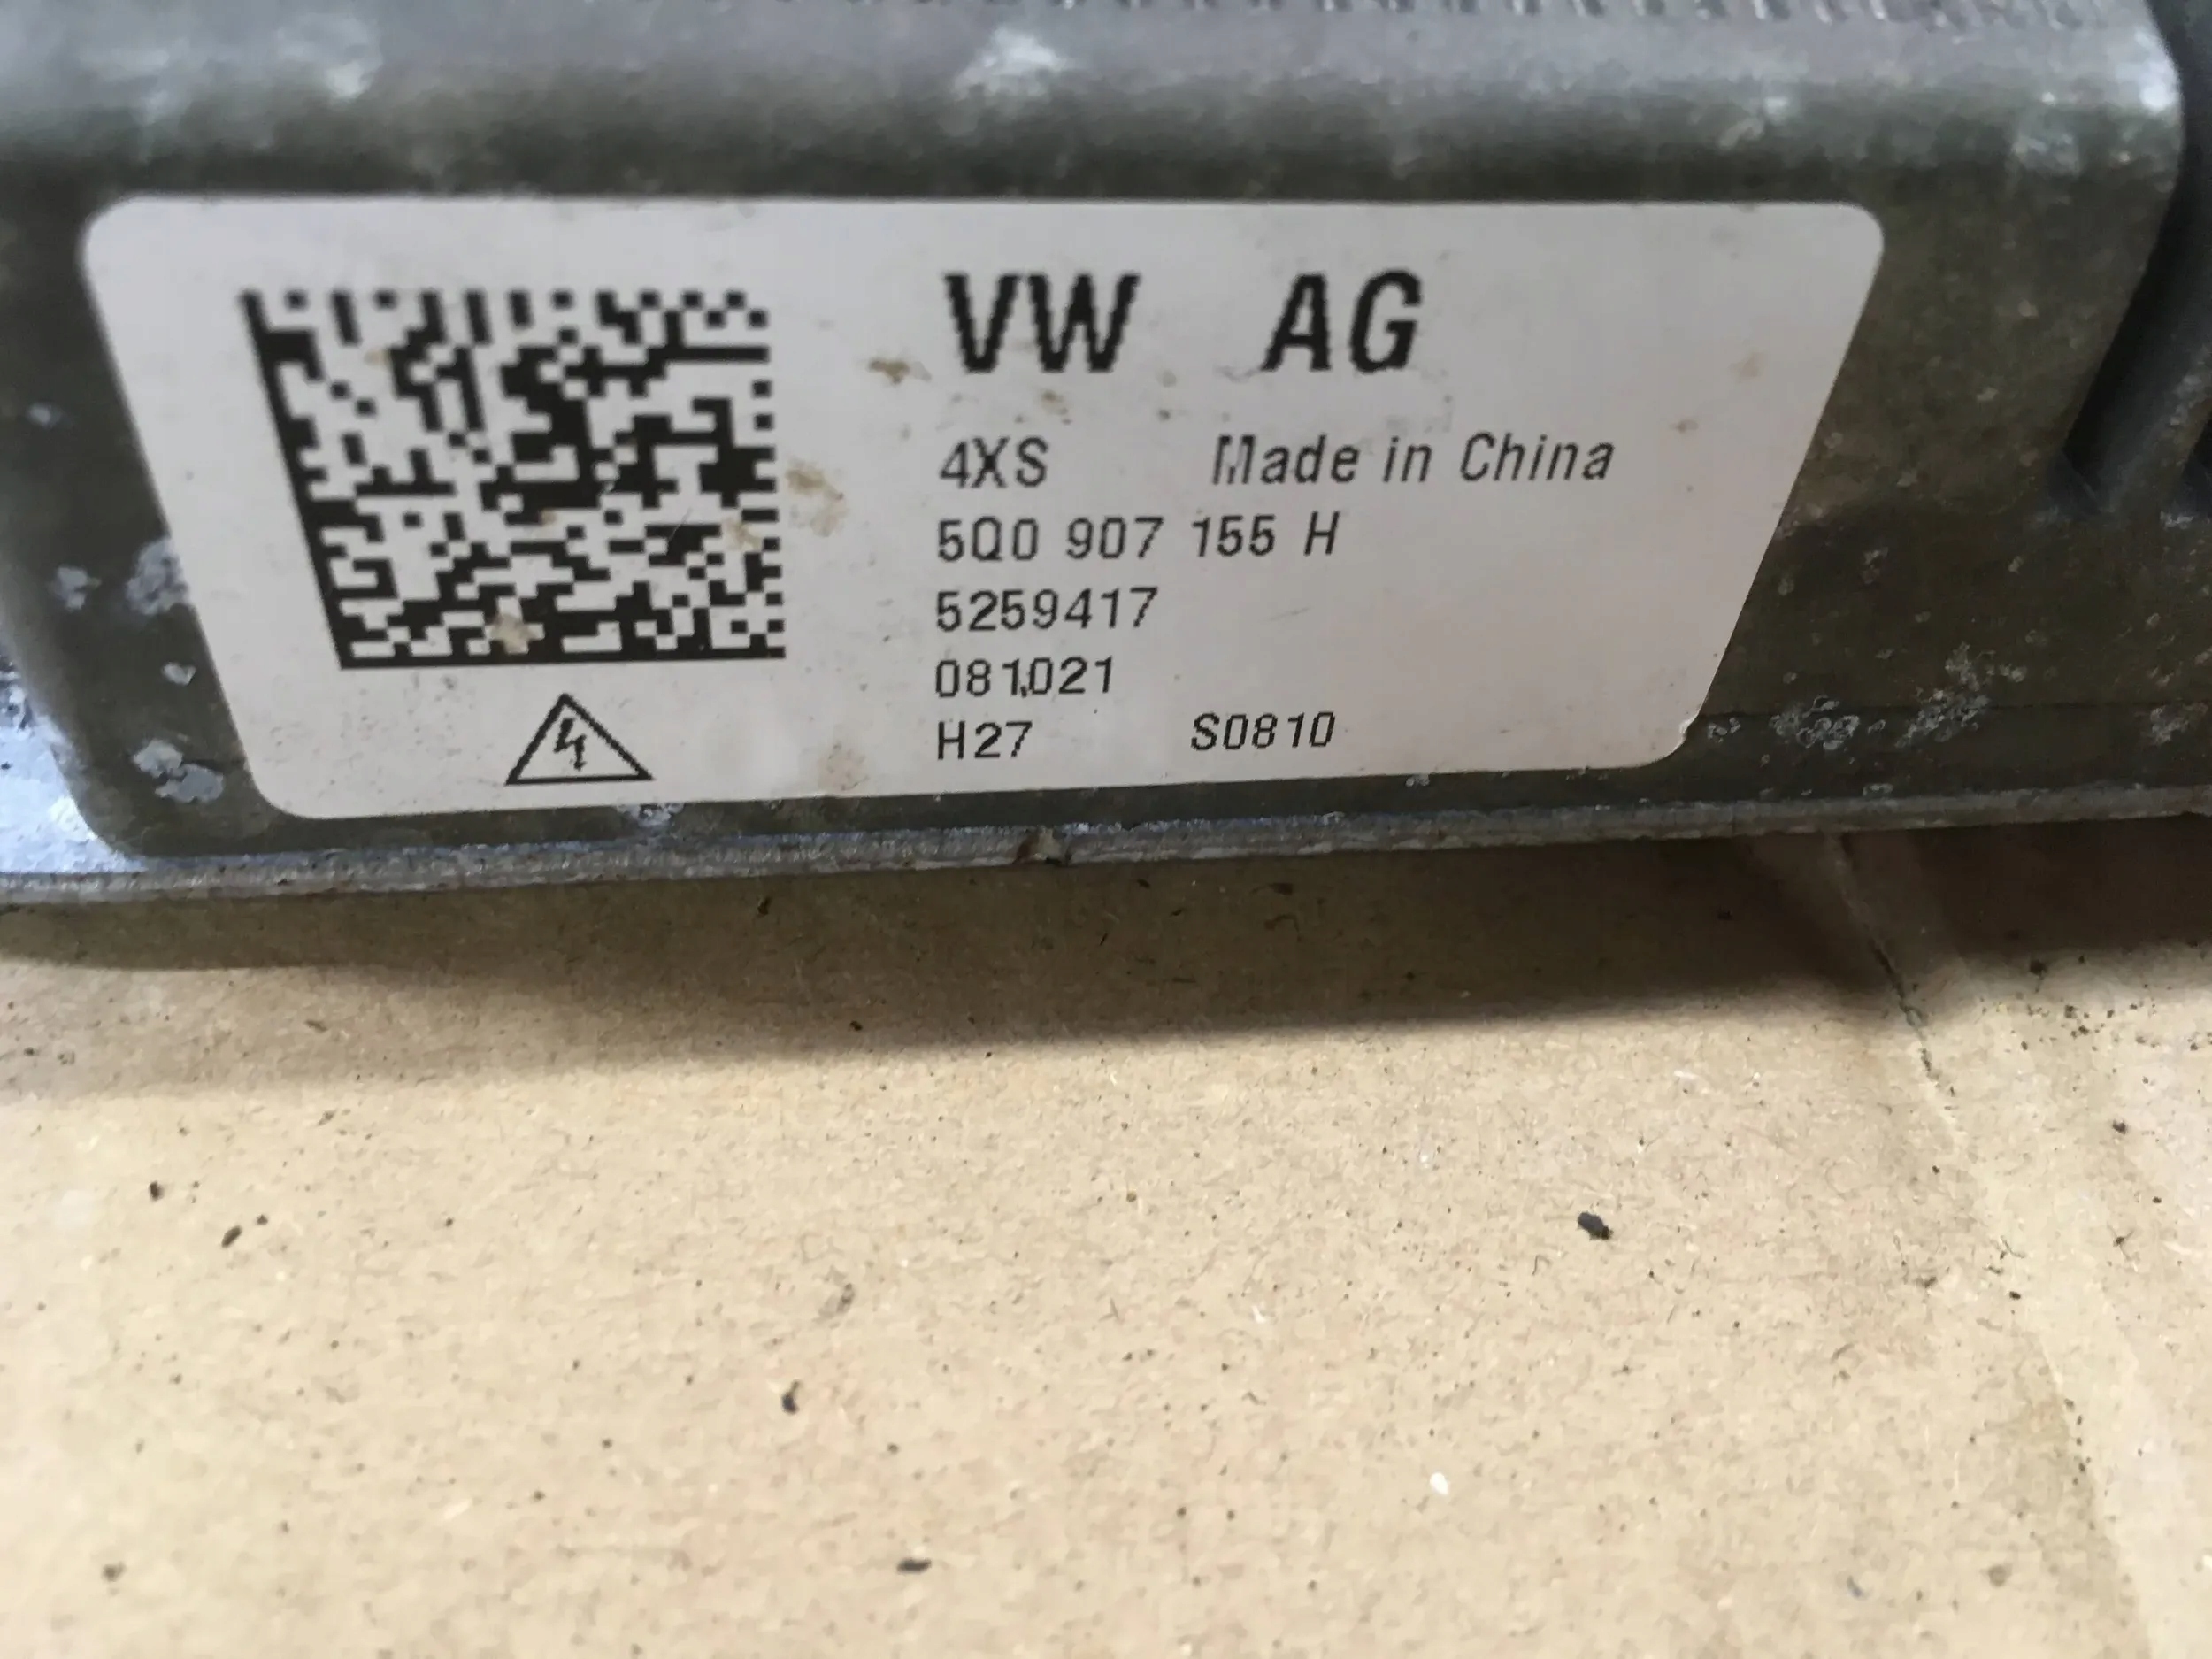 VW AG
4XS Made in China
5Q0 907 155 H
5259417
081021
H27 S0810